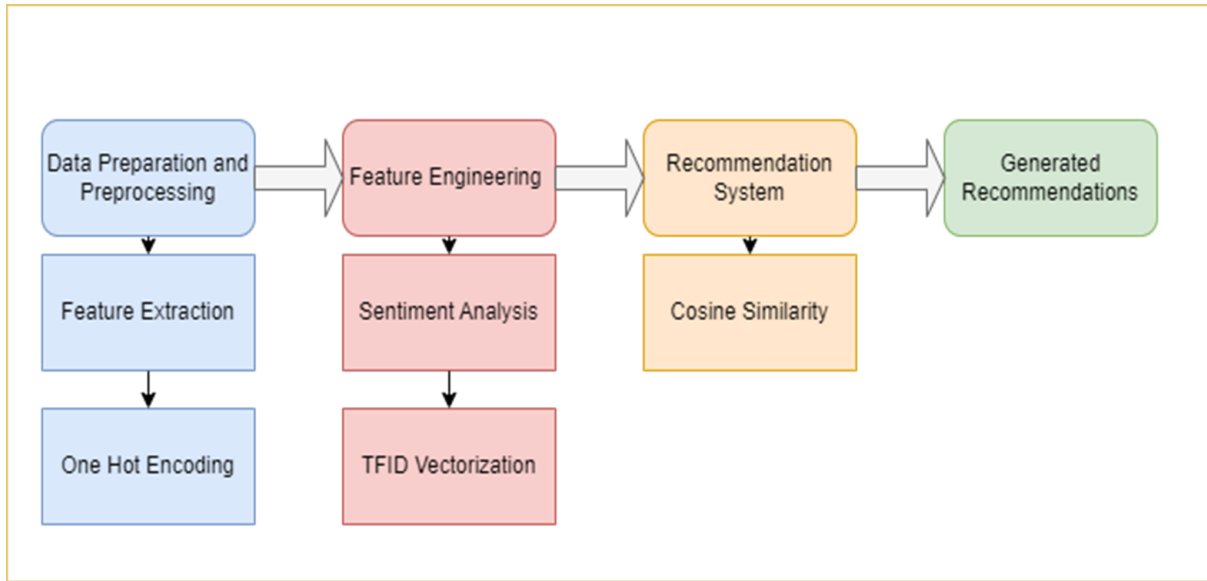 Data Preparation and
Preprocessing
Feature Engineering
Recommendation
System
Generated
Recommendations
Feature Extraction
Sentiment Analysis
Cosine Similarity
One Hot Encoding
TFID Vectorization